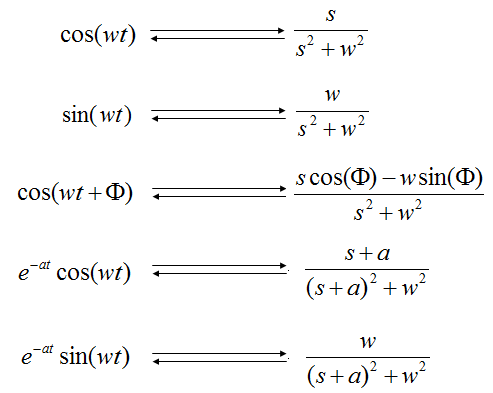 cos(wt) ⇌ s / (s² + w²)
sin(wt) ⇌ w / (s² + w²)
cos(wt + Φ) ⇌ (s cos(Φ) − w sin(Φ)) / (s² + w²)
e^{−at} cos(wt) ⇌ (s + a) / ((s + a)² + w²)
e^{−at} sin(wt) ⇌ w / ((s + a)² + w²)